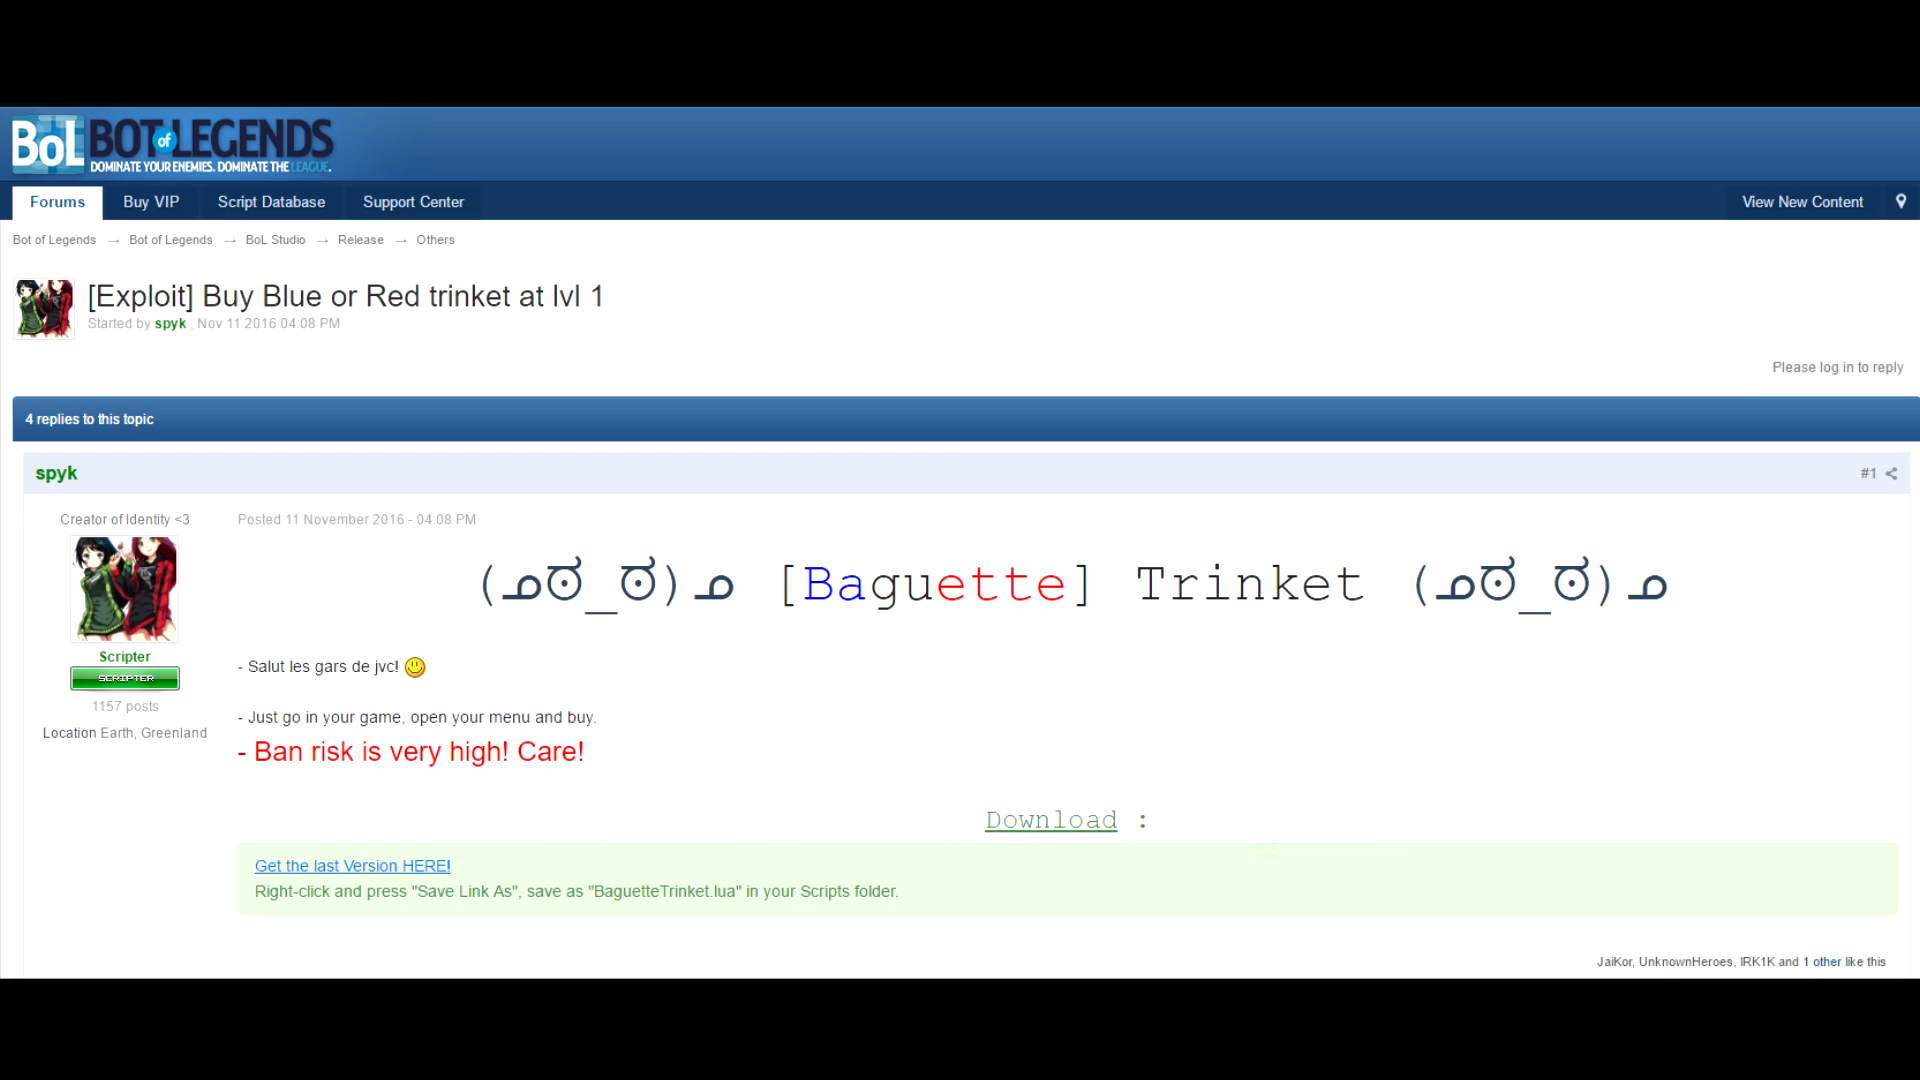 BoL BOT of LEGENDS
DOMINATE YOUR ENEMIES. DOMINATE THE LEAGUE.
Forums Buy VIP Script Database Support Center View New Content
Bot of Legends → Bot of Legends → BoL Studio → Release → Others
[Exploit] Buy Blue or Red trinket at lvl 1
Started by spyk , Nov 11 2016 04:08 PM
Please log in to reply
4 replies to this topic
spyk #1
Creator of Identity <3
Scripter
SCRIPTER
1157 posts
Location Earth, Greenland
Posted 11 November 2016 - 04:08 PM
(ᓄಠ_ಠ)ᓄ [Baguette] Trinket (ᓄಠ_ಠ)ᓄ
- Salut les gars de jvc!
- Just go in your game, open your menu and buy.
- Ban risk is very high! Care!
Download :
Get the last Version HERE!
Right-click and press "Save Link As", save as "BaguetteTrinket.lua" in your Scripts folder.
JaiKor, UnknownHeroes, IRK1K and 1 other like this